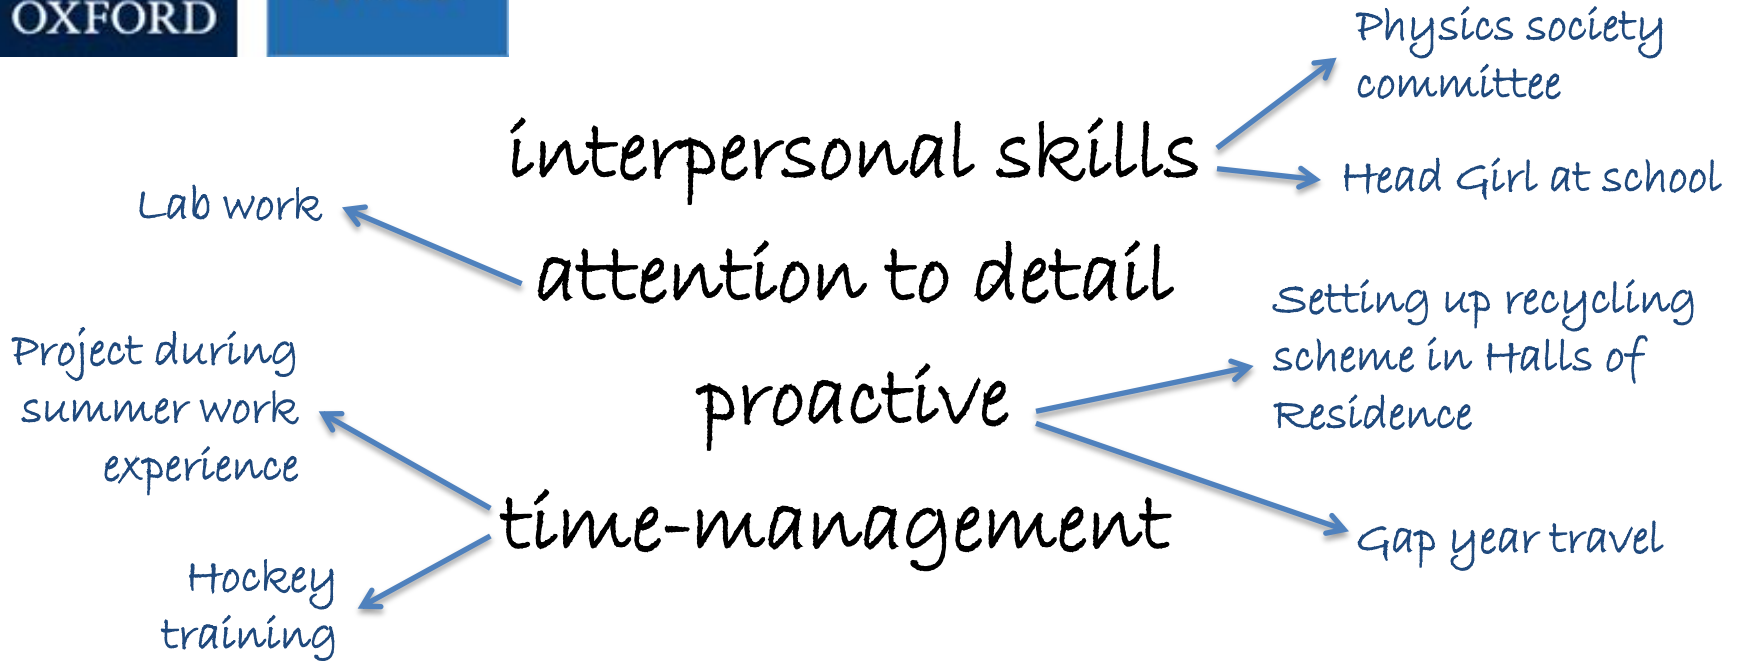 OXFORD
Physics society
committee
interpersonal skills
Head Girl at school
Lab work
attention to detail
Setting up recycling
scheme in Halls of
Residence
Project during
summer work
experience
proactive
time-management
Gap year travel
Hockey
training